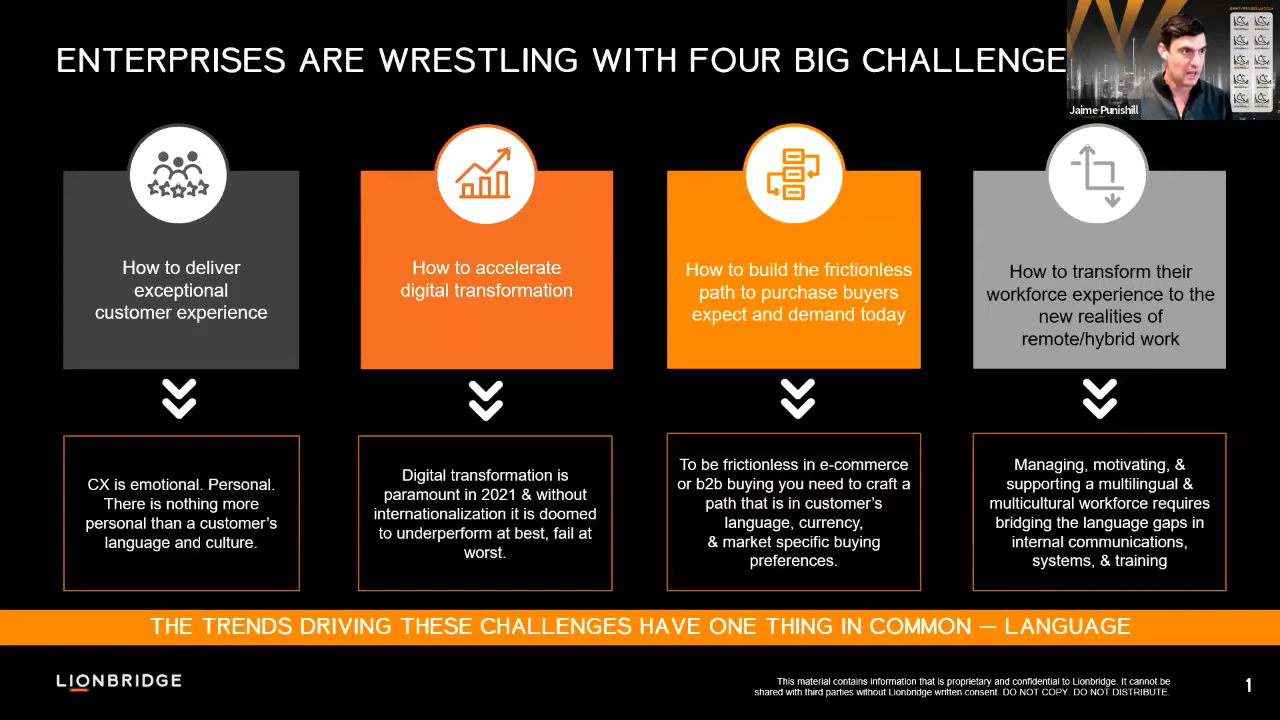 ENTERPRISES ARE WRESTLING WITH FOUR BIG CHALLENGE
Jaime Punishill
How to deliver
exceptional
customer experience
How to accelerate
digital transformation
How to build the frictionless
path to purchase buyers
expect and demand today
How to transform their
workforce experience to the
new realities of
remote/hybrid work
CX is emotional. Personal.
There is nothing more
personal than a customer's
language and culture.
Digital transformation is
paramount in 2021 & without
internationalization it is doomed
to underperform at best, fail at
worst.
To be frictionless in e-commerce
or b2b buying you need to craft a
path that is in customer's
language, currency,
& market specific buying
preferences.
Managing, motivating, &
supporting a multilingual &
multicultural workforce requires
bridging the language gaps in
internal communications,
systems, & training
THE TRENDS DRIVING THESE CHALLENGES HAVE ONE THING IN COMMON – LANGUAGE
LIONBRIDGE
This material contains information that is proprietary and confidential to Lionbridge. It cannot be
shared with third parties without Lionbridge written consent. DO NOT COPY. DO NOT DISTRIBUTE.
1